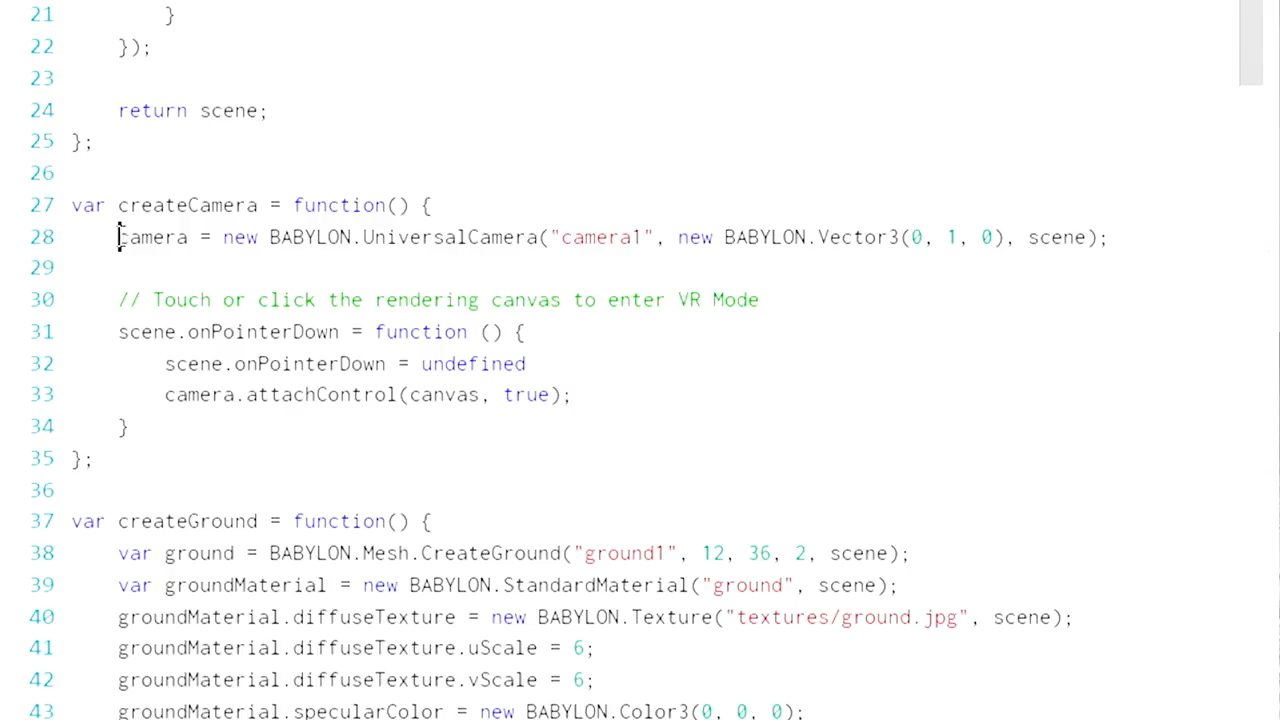 21 }
22 });
23
24 return scene;
25 };
26
27 var createCamera = function() {
28 camera = new BABYLON.UniversalCamera("camera1", new BABYLON.Vector3(0, 1, 0), scene);
29
30 // Touch or click the rendering canvas to enter VR Mode
31 scene.onPointerDown = function () {
32 scene.onPointerDown = undefined
33 camera.attachControl(canvas, true);
34 }
35 };
36
37 var createGround = function() {
38 var ground = BABYLON.Mesh.CreateGround("ground1", 12, 36, 2, scene);
39 var groundMaterial = new BABYLON.StandardMaterial("ground", scene);
40 groundMaterial.diffuseTexture = new BABYLON.Texture("textures/ground.jpg", scene);
41 groundMaterial.diffuseTexture.uScale = 6;
42 groundMaterial.diffuseTexture.vScale = 6;
43 groundMaterial.specularColor = new BABYLON.Color3(0, 0, 0);